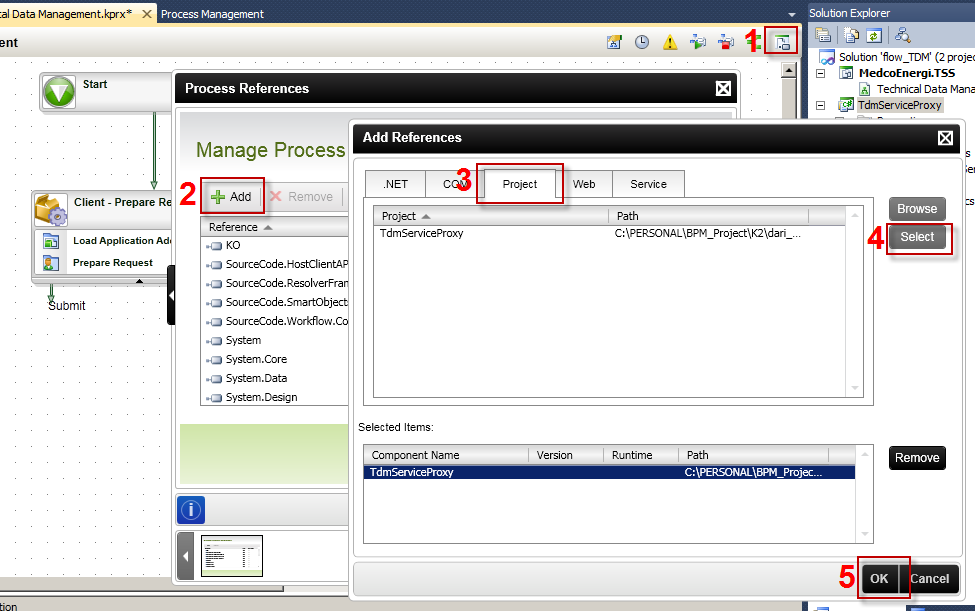 al Data Management.kprx*
Process Management
Solution Explorer
ent
1
Solution 'flow_TDM' (2 projec
MedcoEnergi.TSS
Technical Data Mana
TdmServiceProxy
Start
Process References
Manage Process
Add References
2
Add
Remove
3
.NET
COM
Project
Web
Service
Project
Path
TdmServiceProxy
C:\PERSONAL\BPM_Project\K2\dari_...
Browse
4
Select
Client - Prepare Re
Load Application Add
Prepare Request
Submit
Reference
KO
SourceCode.HostClientAP
SourceCode.ResolverFram
SourceCode.SmartObjects
SourceCode.Workflow.Co
System
System.Core
System.Data
System.Design
Selected Items:
Component Name
Version
Runtime
Path
TdmServiceProxy
C:\PERSONAL\BPM_Projec...
Remove
5
OK
Cancel
tion